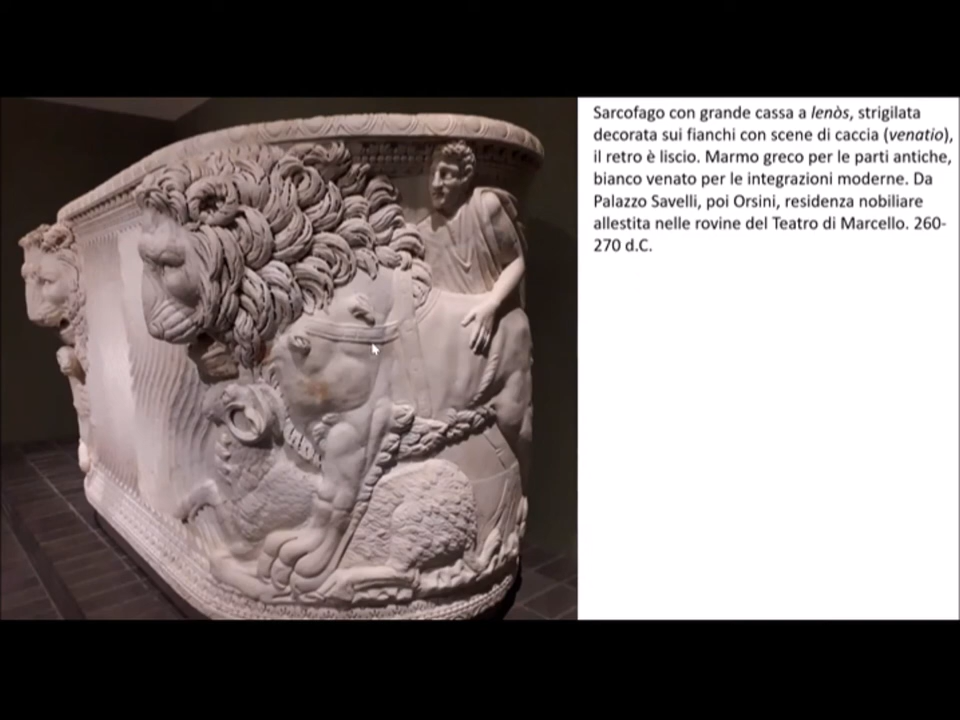 Sarcofago con grande cassa a lenòs, strigilata
decorata sui fianchi con scene di caccia (venatio),
il retro è liscio. Marmo greco per le parti antiche,
bianco venato per le integrazioni moderne. Da
Palazzo Savelli, poi Orsini, residenza nobiliare
allestita nelle rovine del Teatro di Marcello. 260-
270 d.C.